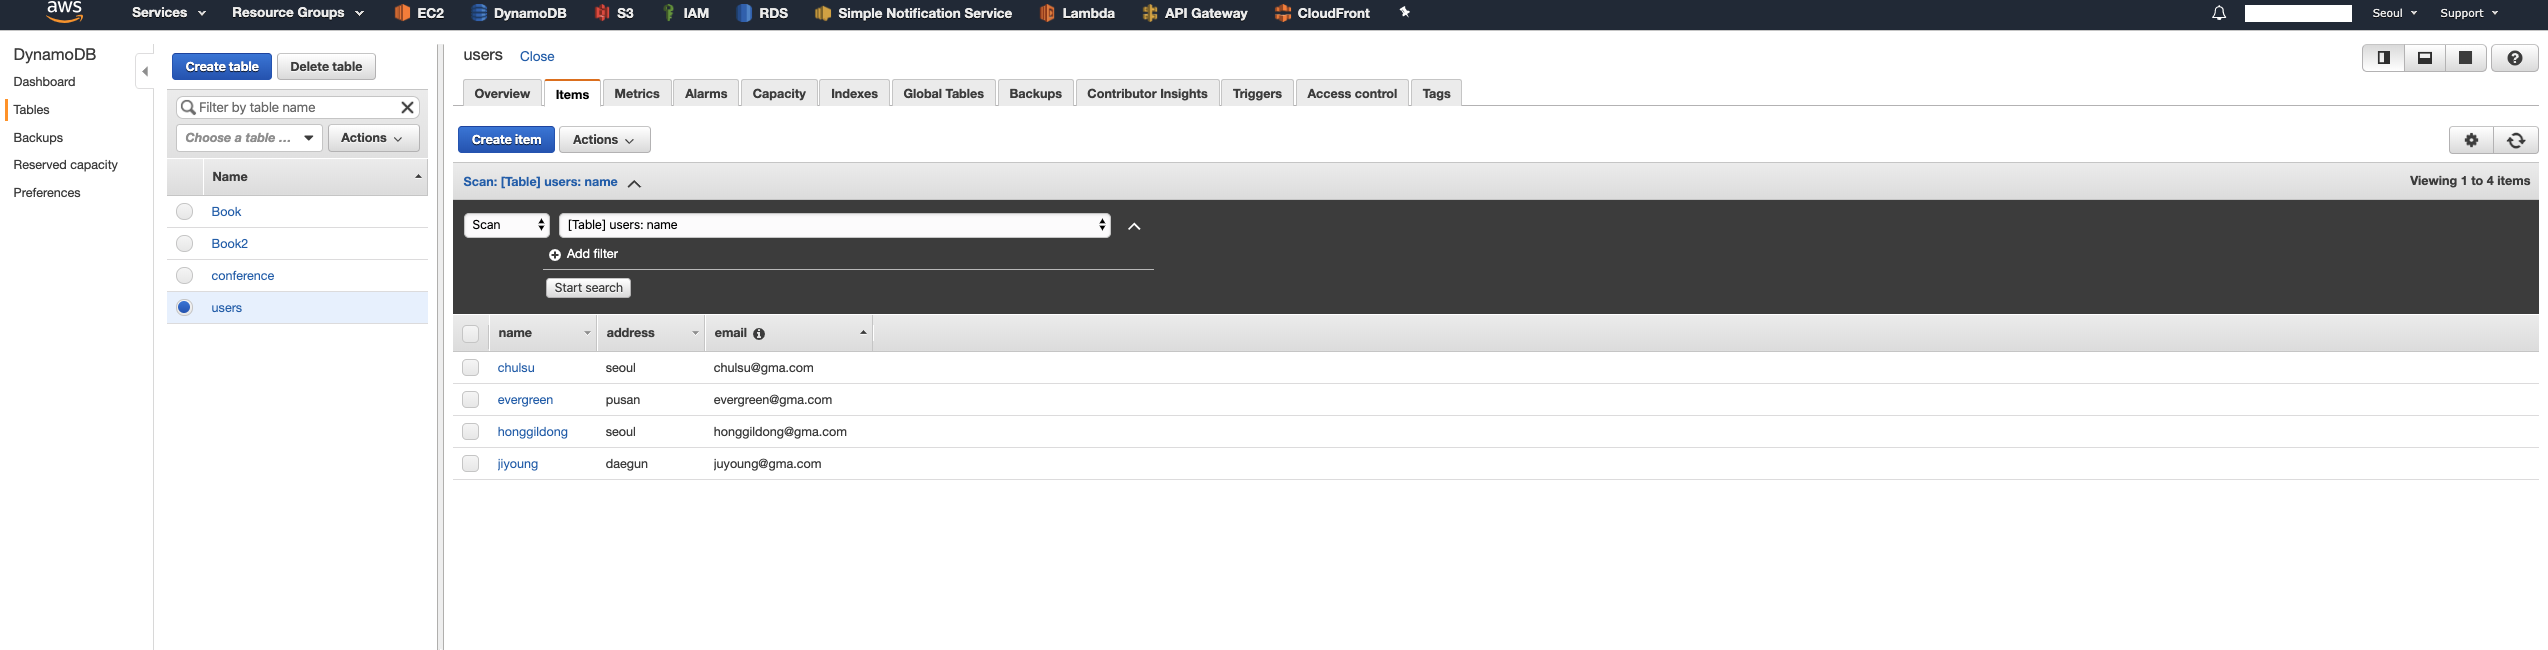 aws Services Resource Groups EC2 DynamoDB S3 IAM RDS Simple Notification Service Lambda API Gateway CloudFront Seoul Support
DynamoDB
Dashboard
Tables
Backups
Reserved capacity
Preferences
Create table Delete table
Filter by table name
Choose a table ... Actions
Name
Book
Book2
conference
users
users Close
Overview Items Metrics Alarms Capacity Indexes Global Tables Backups Contributor Insights Triggers Access control Tags
Create item Actions
Scan: [Table] users: name Viewing 1 to 4 items
Scan [Table] users: name
Add filter
Start search
name address email
chulsu seoul chulsu@gma.com
evergreen pusan evergreen@gma.com
honggildong seoul honggildong@gma.com
jiyoung daegun juyoung@gma.com